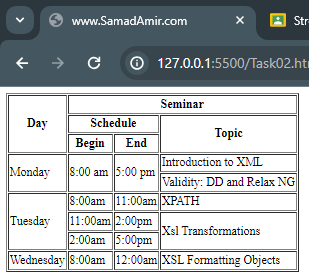 www.SamadAmir.com
Str
127.0.0.1:5500/Task02.ht
Day
Seminar
Schedule
Topic
Begin
End
Monday
8:00 am
5:00 pm
Introduction to XML
Validity: DD and Relax NG
Tuesday
8:00am
11:00am
XPATH
11:00am
2:00pm
Xsl Transformations
2:00am
5:00pm
Wednesday
8:00am
12:00am
XSL Formatting Objects